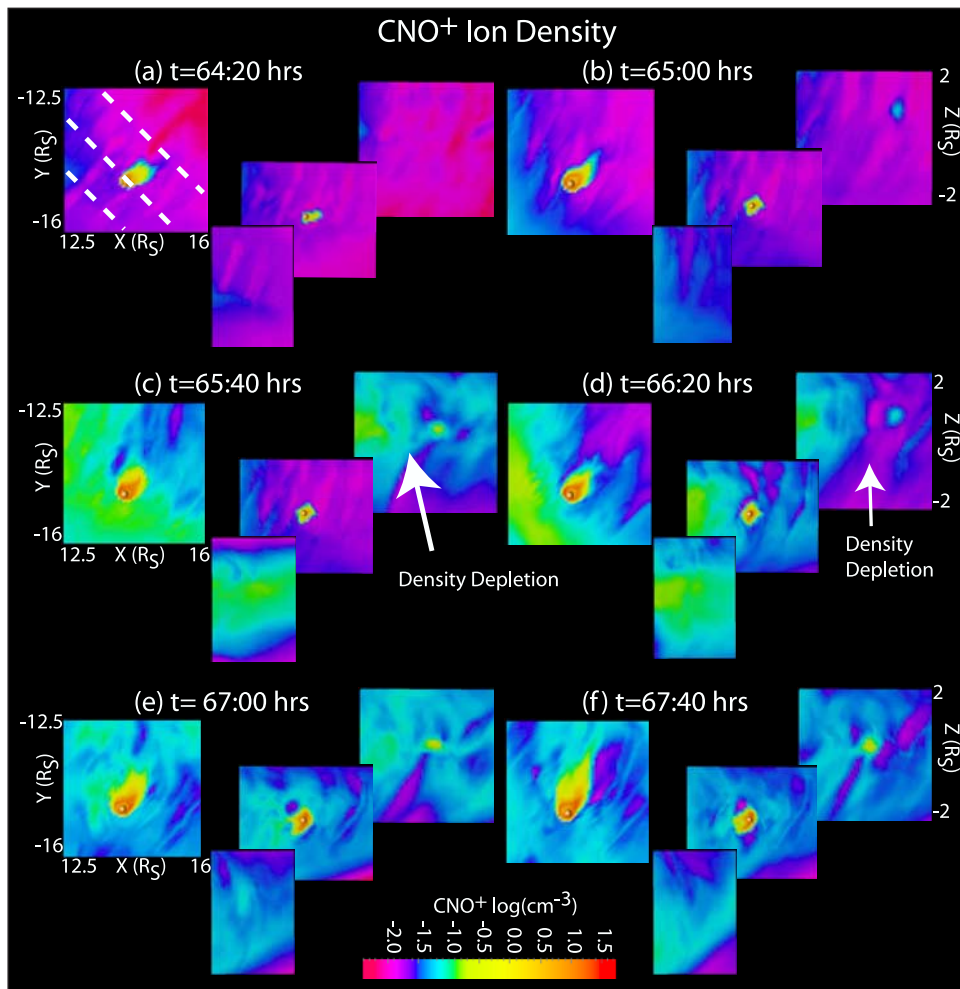 CNO+ Ion Density
(a) t=64:20 hrs
(b) t=65:00 hrs
-12.5
Y (RS)
-16
12.5 X (RS) 16
2
Z (RS)
-2
(c) t=65:40 hrs
(d) t=66:20 hrs
-12.5
Y (RS)
-16
12.5 X (RS) 16
2
Z (RS)
-2
Density Depletion
Density
Depletion
(e) t= 67:00 hrs
(f) t=67:40 hrs
-12.5
Y (RS)
-16
12.5 X (RS) 16
2
Z (RS)
-2
CNO+ log(cm-3)
-2.0 -1.5 -1.0 -0.5 0.0 0.5 1.0 1.5